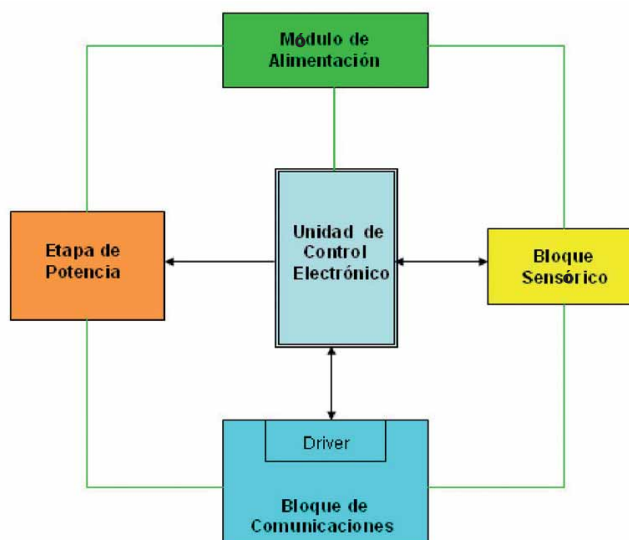 Módulo de
Alimentación
Unidad de
Control
Electrónico
Etapa de
Potencia
Bloque
Sensórico
Driver
Bloque de
Comunicaciones